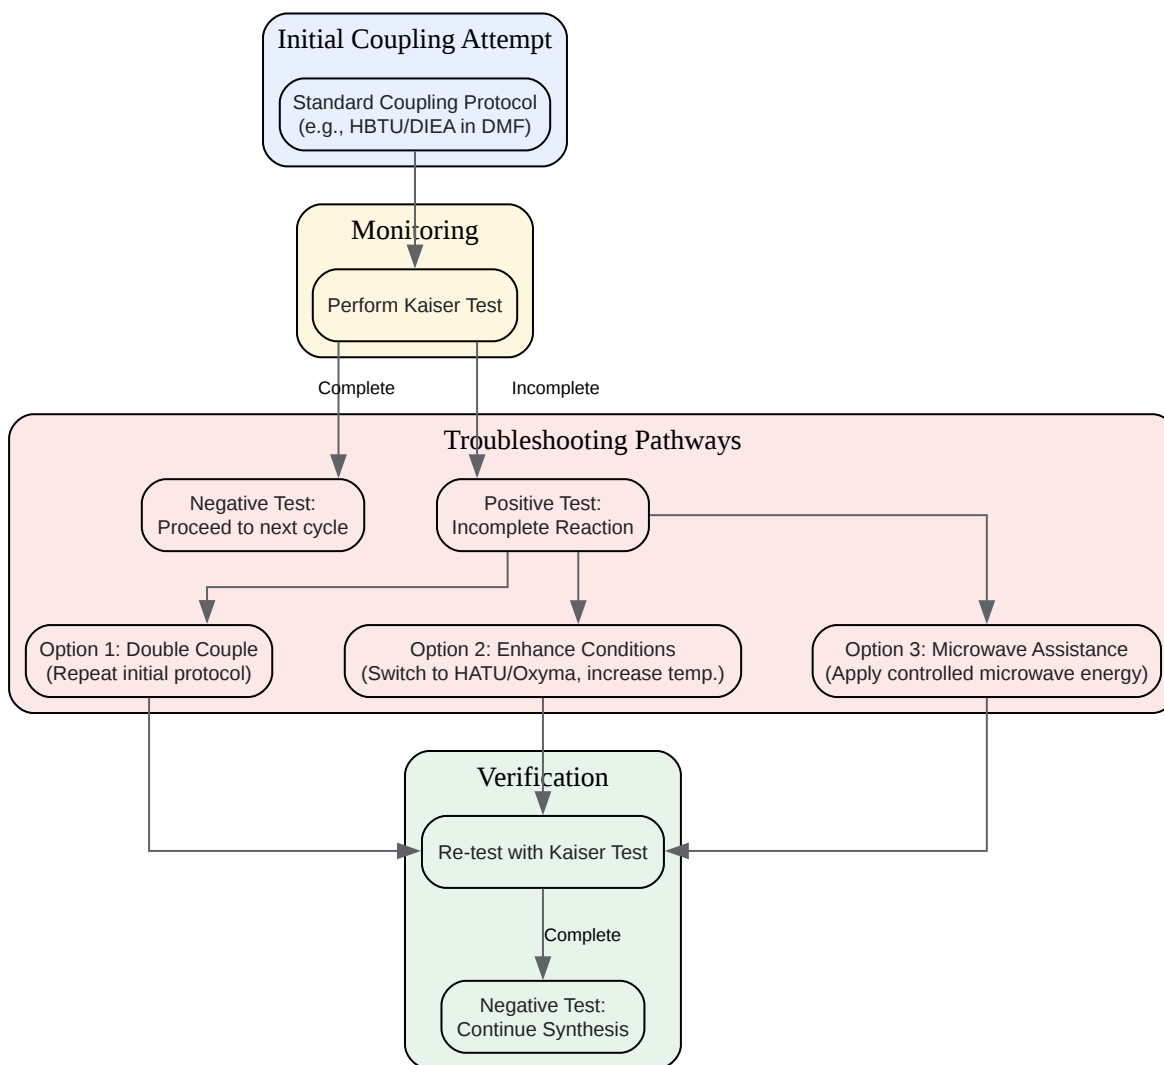 Initial Coupling Attempt
Standard Coupling Protocol
(e.g., HBTU/DIEA in DMF)
Monitoring
Perform Kaiser Test
Complete
Incomplete
Troubleshooting Pathways
Negative Test:
Proceed to next cycle
Positive Test:
Incomplete Reaction
Option 1: Double Couple
(Repeat initial protocol)
Option 2: Enhance Conditions
(Switch to HATU/Oxyma, increase temp.)
Option 3: Microwave Assistance
(Apply controlled microwave energy)
Verification
Re-test with Kaiser Test
Complete
Negative Test:
Continue Synthesis